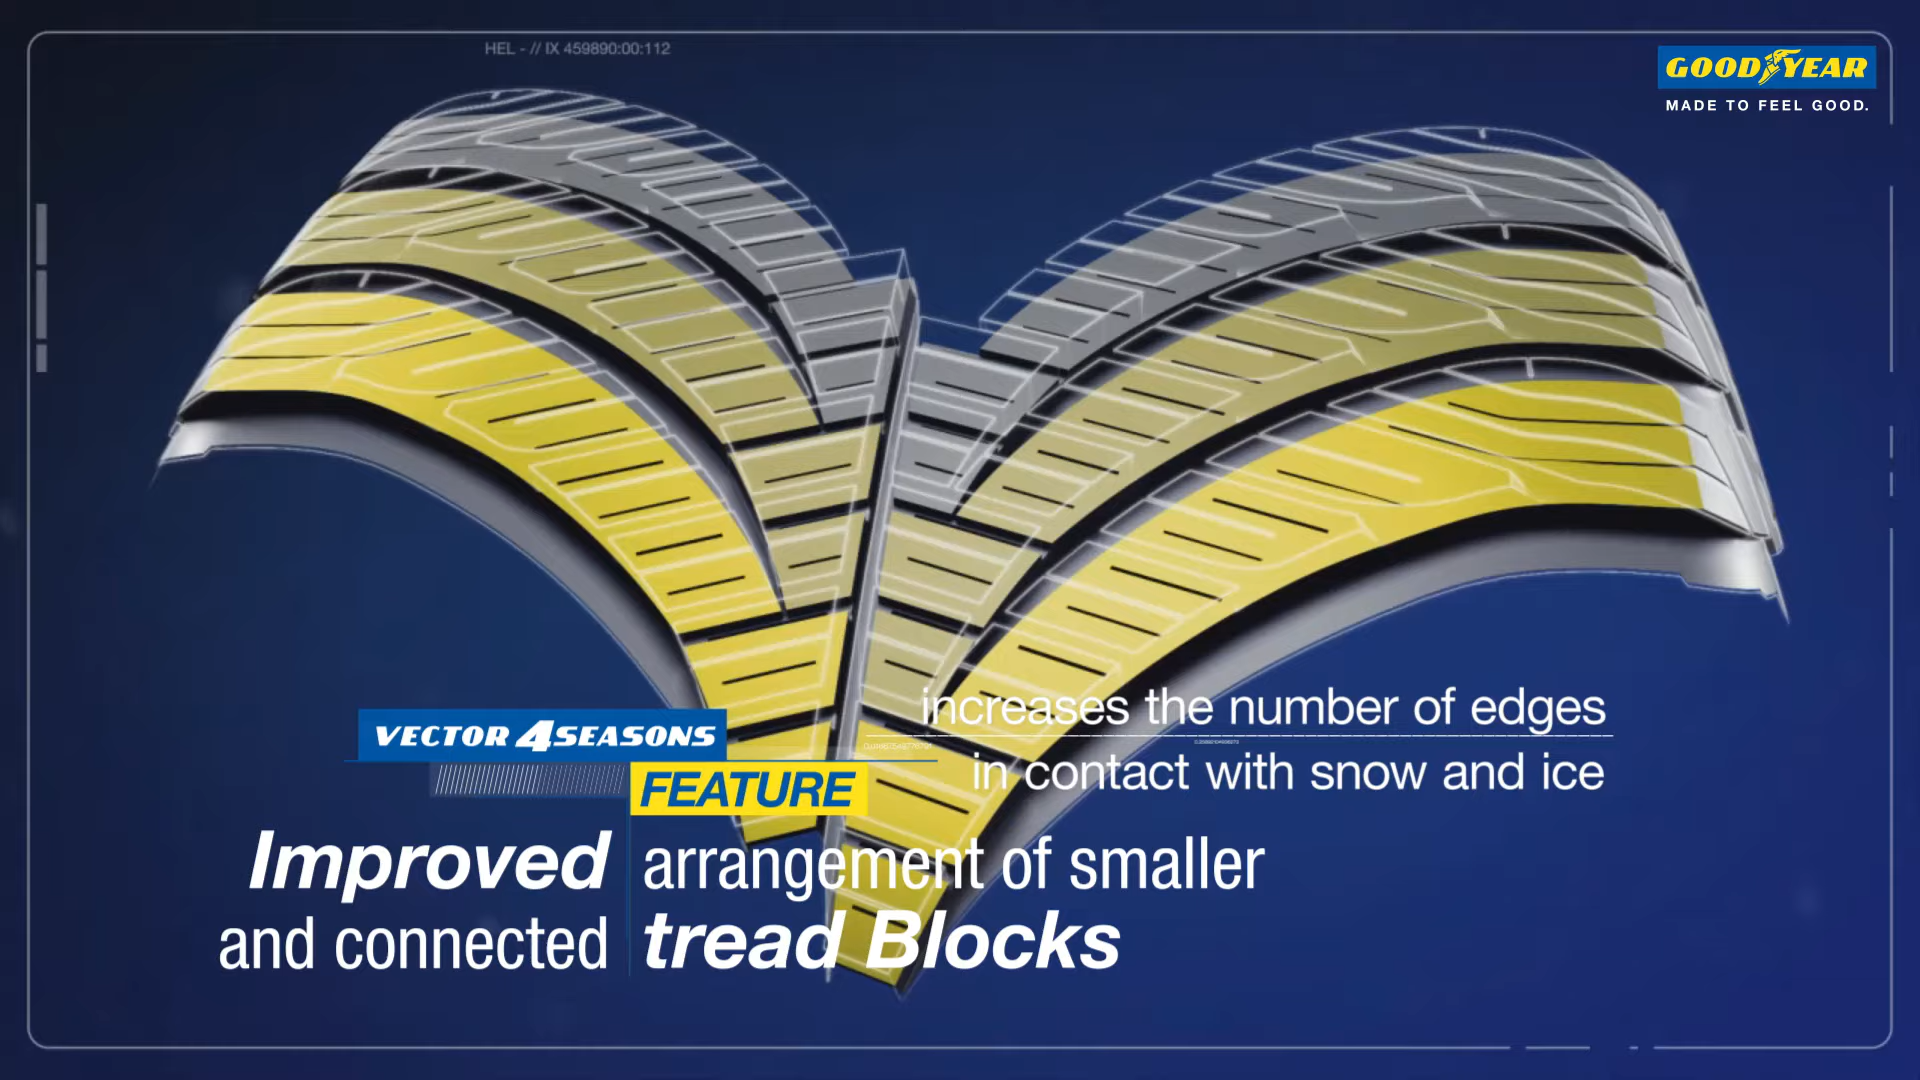 HEL - // IX 459890:00:112
GOODYEAR
MADE TO FEEL GOOD.
increases the number of edges
in contact with snow and ice
VECTOR 4SEASONS
FEATURE
Improved arrangement of smaller
and connected tread Blocks